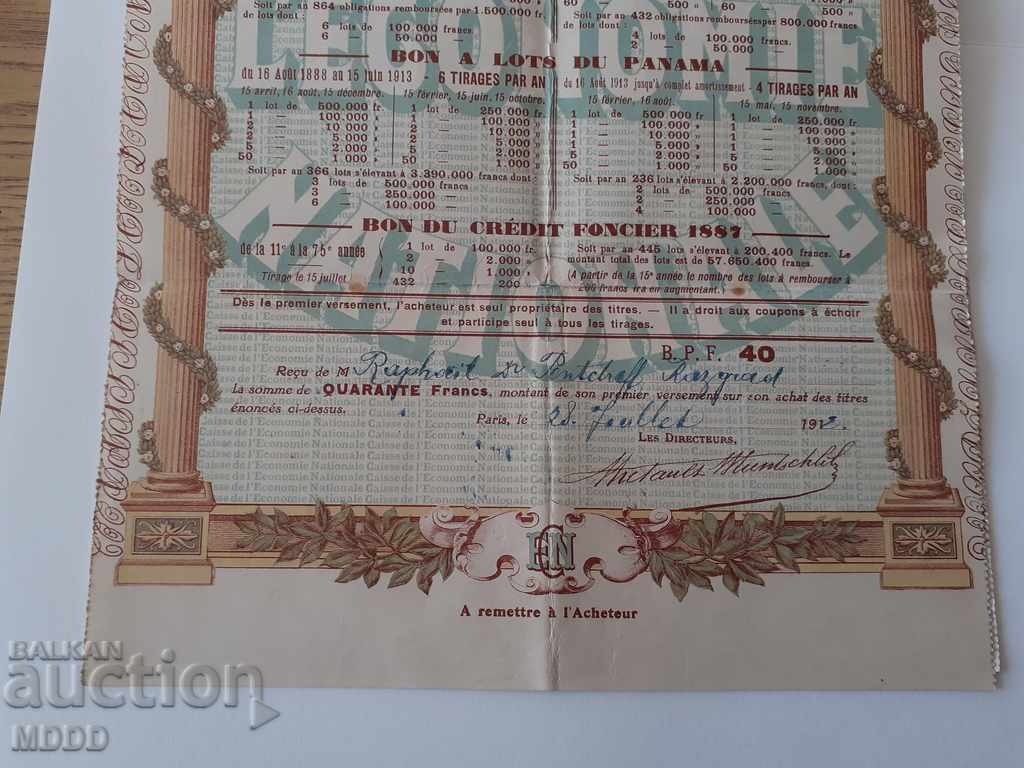 Soit par an 864 obligations remboursées par 1.500.000 fr.
de lots dont :
6 lots de 100.000 francs.
6 — 50.000 —
Soit par an 432 obligations remboursées par 800.000 francs
de lots dont :
4 lots de 100.000 francs.
2 — 50.000 —
BON A LOTS DU PANAMA
du 16 Août 1888 au 15 juin 1913 - 6 TIRAGES PAR AN
15 avril, 16 août, 15 décembre.
1 lot de 500.000 fr.
1 — 100.000 »
2 — 10.000 »
2 — 5.000 »
5 — 2.000 »
50 — 1.000 »
15 février, 15 juin, 15 octobre.
1 lot de 250.000 fr.
1 — 100.000 »
2 — 10.000 »
2 — 5.000 »
5 — 2.000 »
50 — 1.000 »
Soit par an 366 lots s'élevant à 3.390.000 francs dont :
3 lots de 500.000 francs
3 — 250.000 —
6 — 100.000 —
du 16 Août 1913 jusqu'à complet amortissement - 4 TIRAGES PAR AN
15 février, 16 août.
1 lot de 500.000 fr.
1 — 100.000 »
1 — 10.000 »
1 — 5.000 »
5 — 2.000 »
50 — 1.000 »
15 mai, 15 novembre.
1 lot de 250.000 fr.
1 — 100.000 »
1 — 10.000 »
1 — 5.000 »
5 — 2.000 »
50 — 1.000 »
Soit par an 236 lots s'élevant à 2.200.000 francs, dont :
2 lots de 500.000 francs
2 — 250.000 —
4 — 100.000 —
BON DU CRÉDIT FONCIER 1887
de la 11e à la 75e année
Tirage le 15 juillet
1 lot de 100.000 fr.
2 — 2.000 »
10 — 1.000 »
432 — 200 »
Soit par an 445 lots s'élevant à 200.400 francs. Le
montant total des lots est de 57.650.400 francs.
(A partir de la 15e année le nombre des lots à rembourser à
200 francs ira en augmentant.)
Dès le premier versement, l'acheteur est seul propriétaire des titres. — Il a droit aux coupons à échoir
et participe seul à tous les tirages.
B. P. F. 40
Reçu de M Raphaël Dr Pontcheff Razgrad
la somme de QUARANTE Francs, montant de son premier versement sur son achat des titres
énoncés ci-dessus.
Paris, le 28 Juillet 1912.
LES DIRECTEURS,
ECN
A remettre à l'Acheteur
BALKAN
auction
MDDD